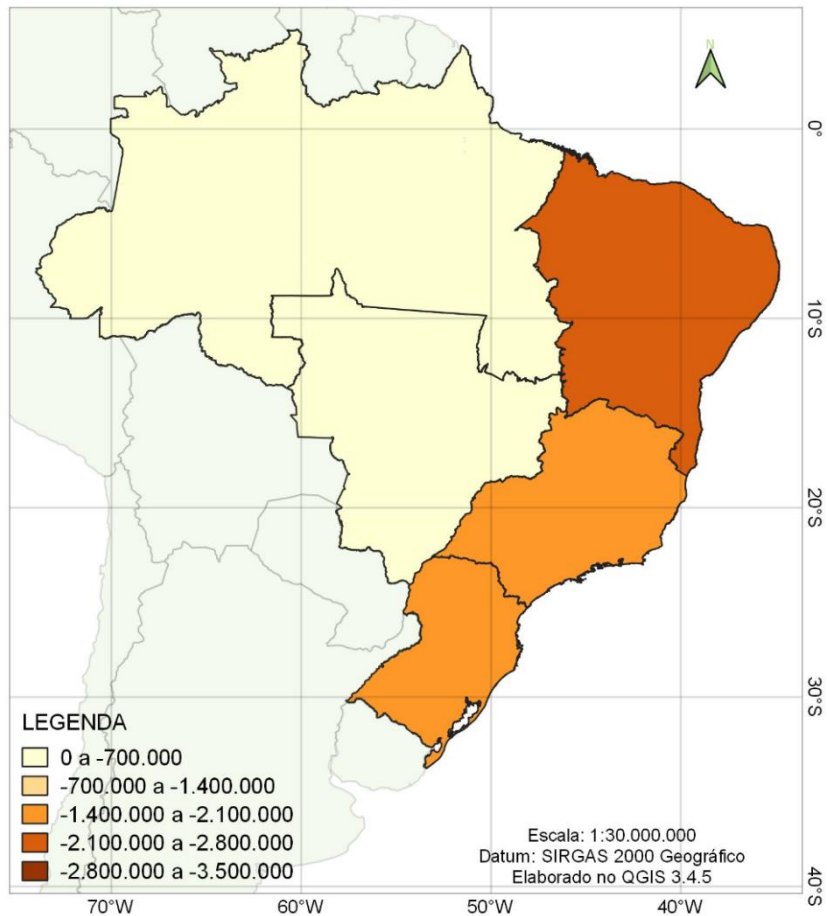 N
0°
10°S
20°S
30°S
40°S
LEGENDA
0 a -700.000
-700.000 a -1.400.000
-1.400.000 a -2.100.000
-2.100.000 a -2.800.000
-2.800.000 a -3.500.000
Escala: 1:30.000.000
Datum: SIRGAS 2000 Geográfico
Elaborado no QGIS 3.4.5
70°W 60°W 50°W 40°W